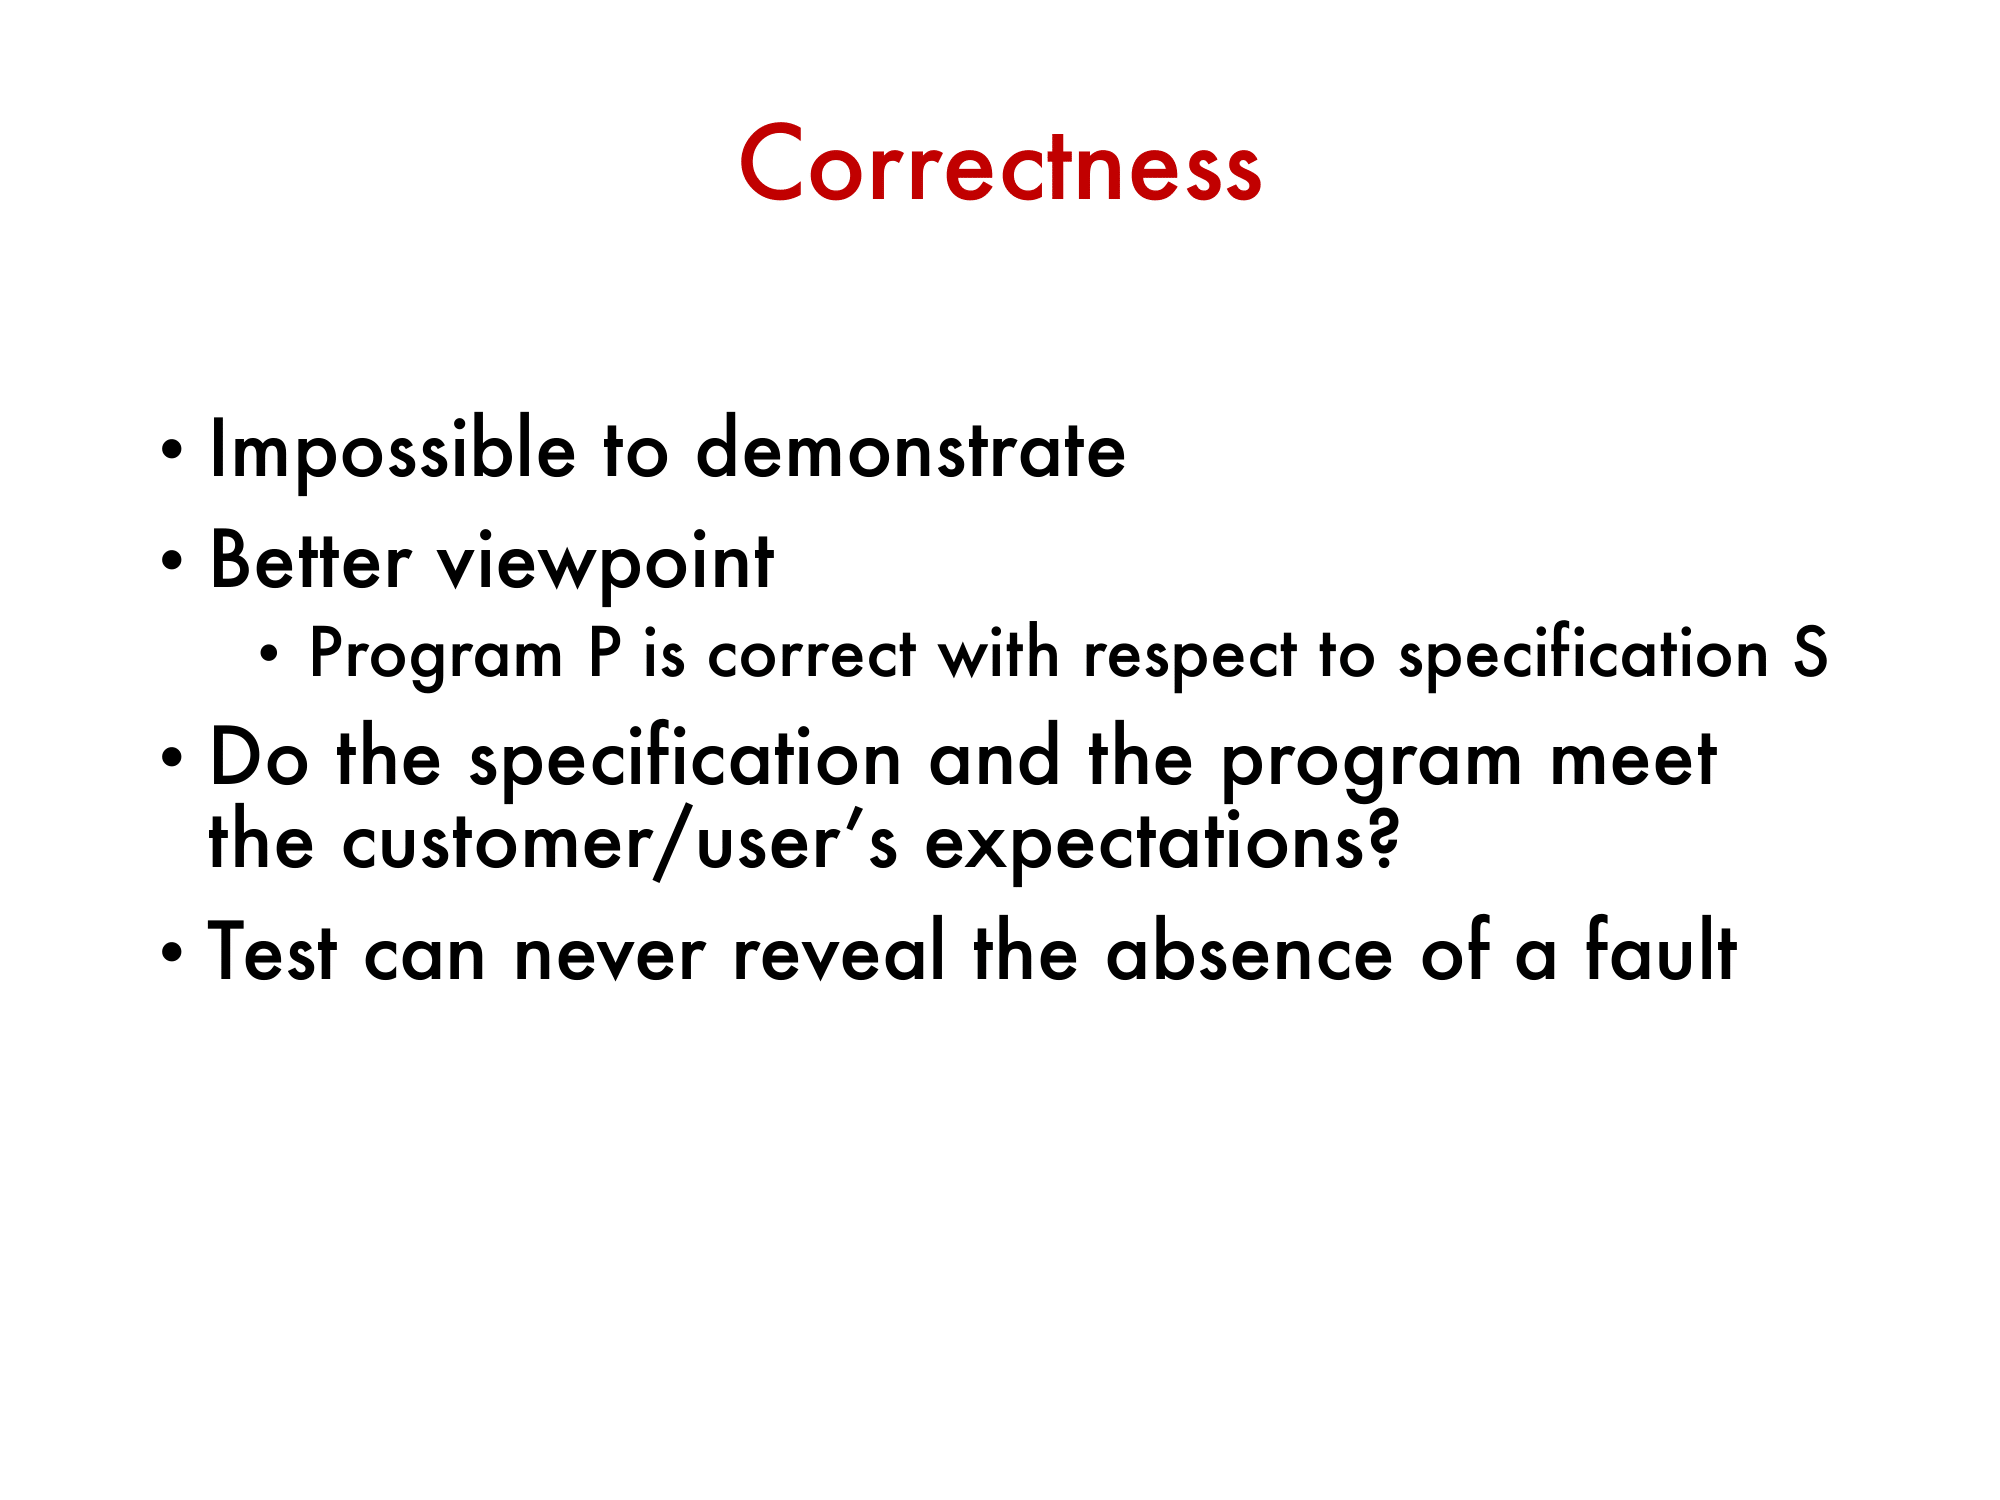 Correctness
• Impossible to demonstrate
• Better viewpoint
• Program P is correct with respect to specification S
• Do the specification and the program meet
the customer/user’s expectations?
• Test can never reveal the absence of a fault